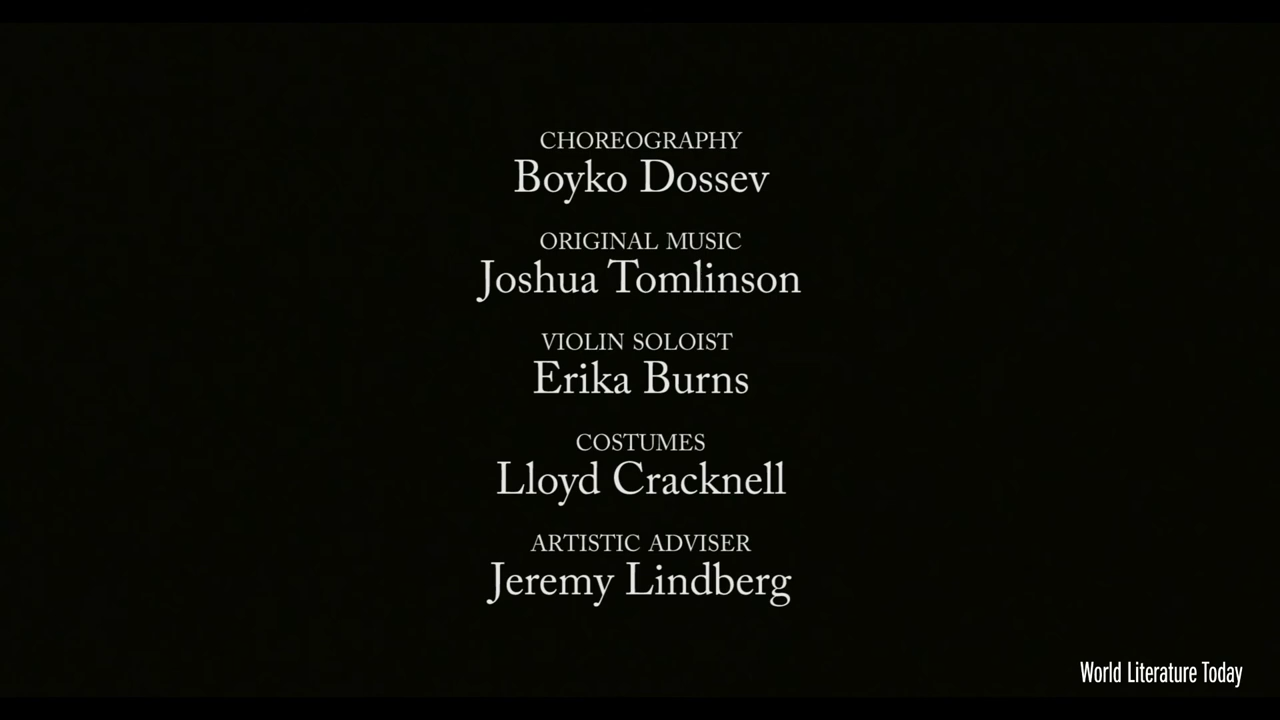 CHOREOGRAPHY
Boyko Dossev
ORIGINAL MUSIC
Joshua Tomlinson
VIOLIN SOLOIST
Erika Burns
COSTUMES
Lloyd Cracknell
ARTISTIC ADVISER
Jeremy Lindberg
World Literature Today